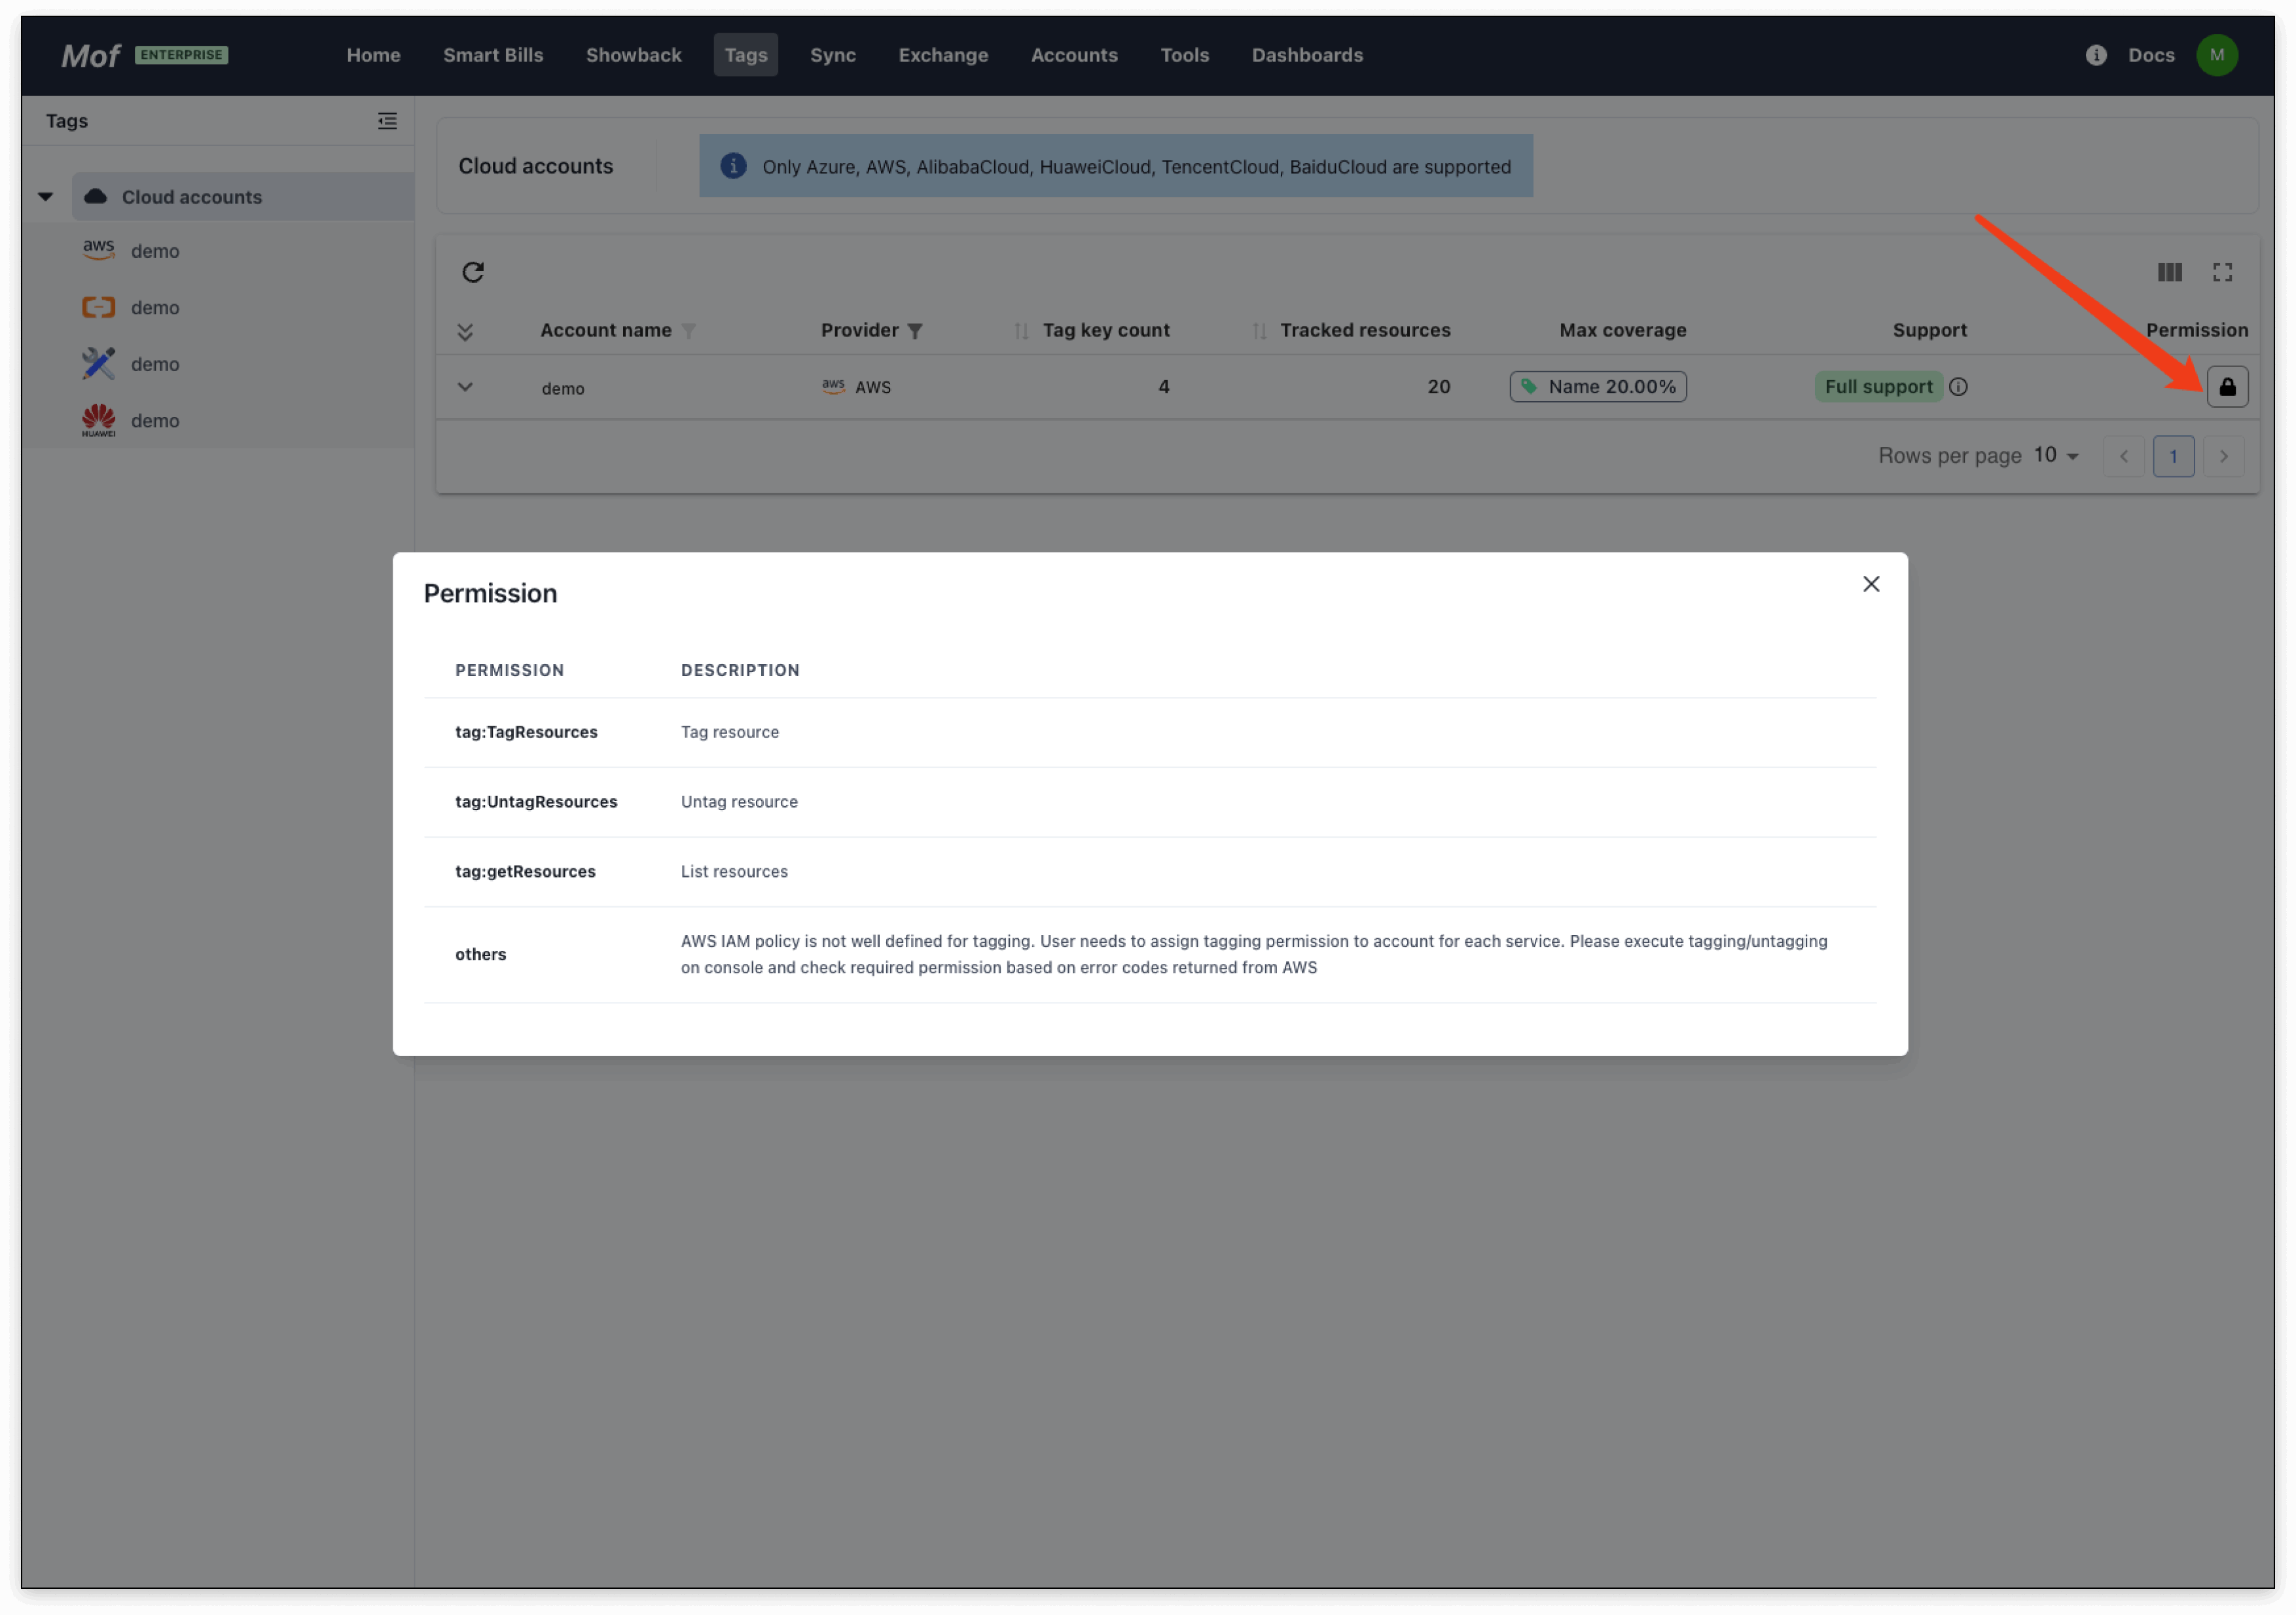 Mof ENTERPRISE Home Smart Bills Showback Tags Sync Exchange Accounts Tools Dashboards Docs M
Tags
Cloud accounts
aws demo
demo
demo
HUAWEI demo
Cloud accounts Only Azure, AWS, AlibabaCloud, HuaweiCloud, TencentCloud, BaiduCloud are supported
Account name Provider Tag key count Tracked resources Max coverage Support Permission
demo aws AWS 4 20 Name 20.00% Full support
Rows per page 10 1
Permission
PERMISSION DESCRIPTION
tag:TagResources Tag resource
tag:UntagResources Untag resource
tag:getResources List resources
others AWS IAM policy is not well defined for tagging. User needs to assign tagging permission to account for each service. Please execute tagging/untagging
on console and check required permission based on error codes returned from AWS